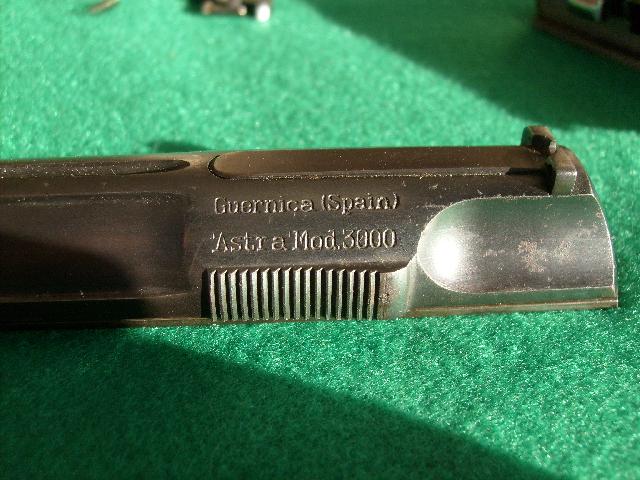 Guernica (Spain)
"Astra" Mod. 3000